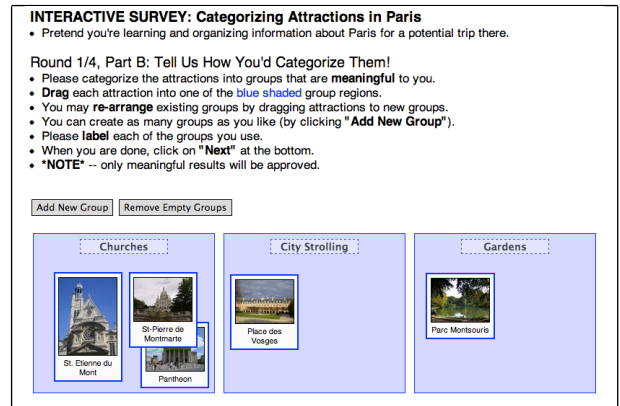 INTERACTIVE SURVEY: Categorizing Attractions in Paris
• Pretend you're learning and organizing information about Paris for a potential trip there.
Round 1/4, Part B: Tell Us How You'd Categorize Them!
• Please categorize the attractions into groups that are meaningful to you.
• Drag each attraction into one of the blue shaded group regions.
• You may re-arrange existing groups by dragging attractions to new groups.
• You can create as many groups as you like (by clicking "Add New Group").
• Please label each of the groups you use.
• When you are done, click on "Next" at the bottom.
• *NOTE* -- only meaningful results will be approved.
Add New Group Remove Empty Groups
Churches
St. Etienne du
Mont
St-Pierre de
Montmarte
Pantheon
City Strolling
Place des
Vosges
Gardens
Parc Montsouris